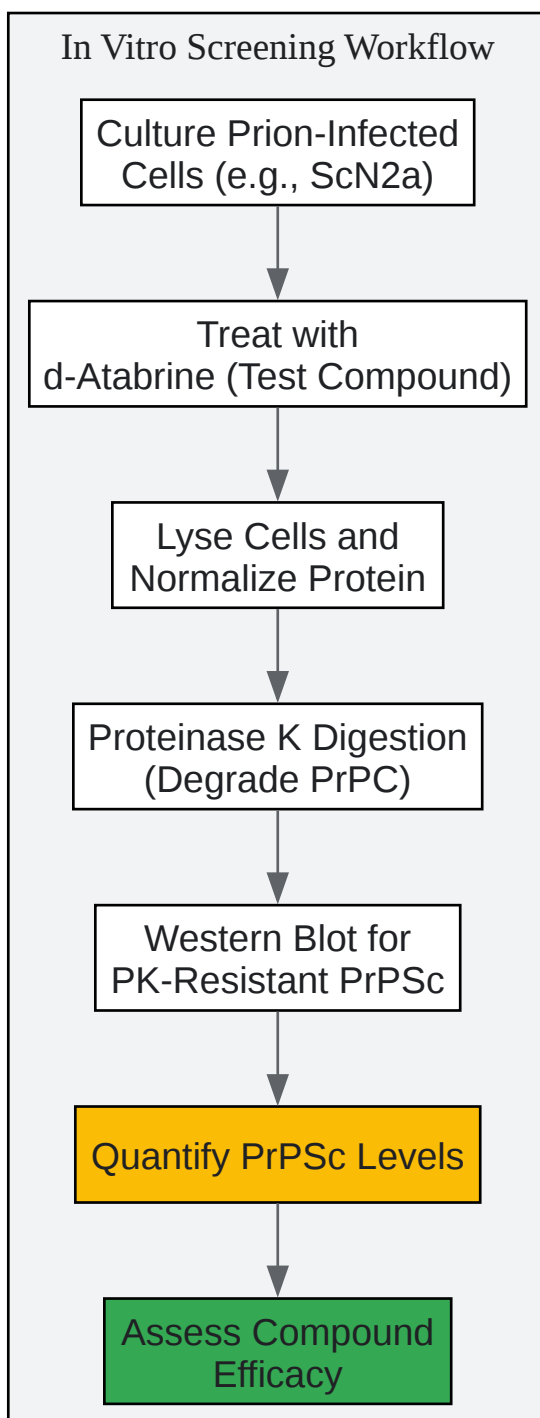 In Vitro Screening Workflow
Culture Prion-Infected
Cells (e.g., ScN2a)
Treat with
d-Atabrine (Test Compound)
Lyse Cells and
Normalize Protein
Proteinase K Digestion
(Degrade PrPC)
Western Blot for
PK-Resistant PrPSc
Quantify PrPSc Levels
Assess Compound
Efficacy